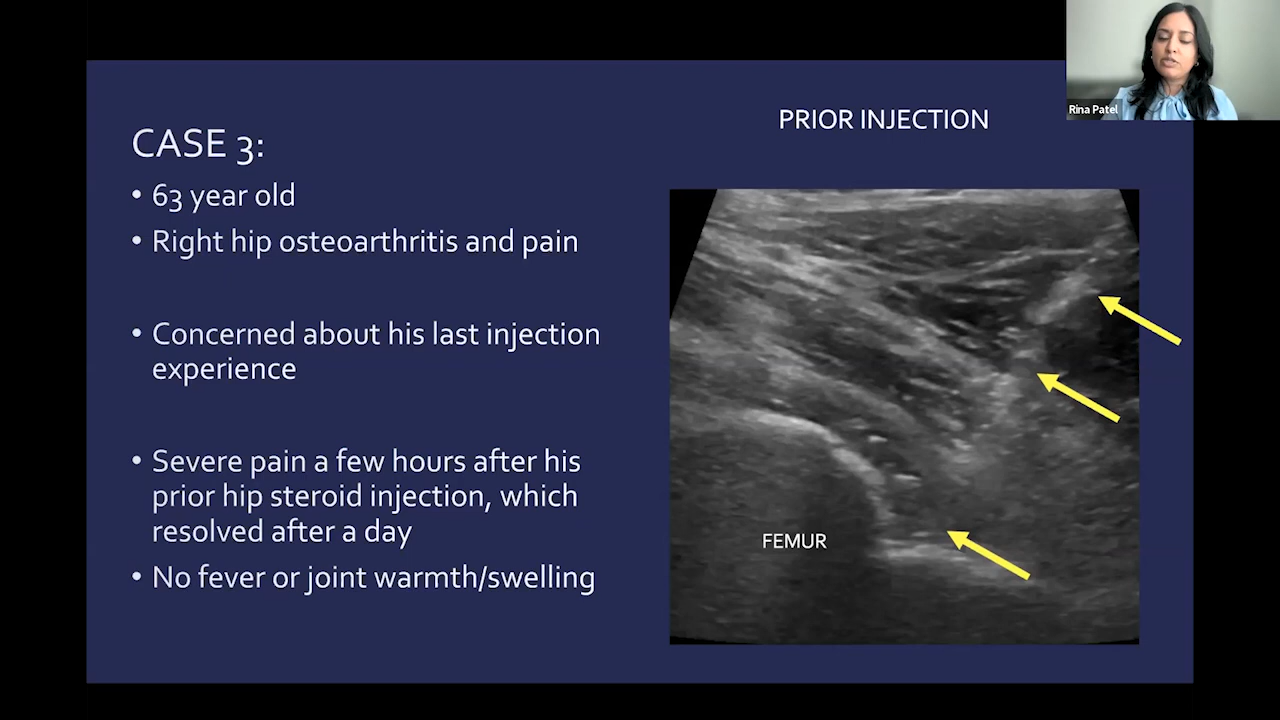 Rina Patel
PRIOR INJECTION
CASE 3:
• 63 year old
• Right hip osteoarthritis and pain
• Concerned about his last injection
experience
• Severe pain a few hours after his
prior hip steroid injection, which
resolved after a day
• No fever or joint warmth/swelling
FEMUR